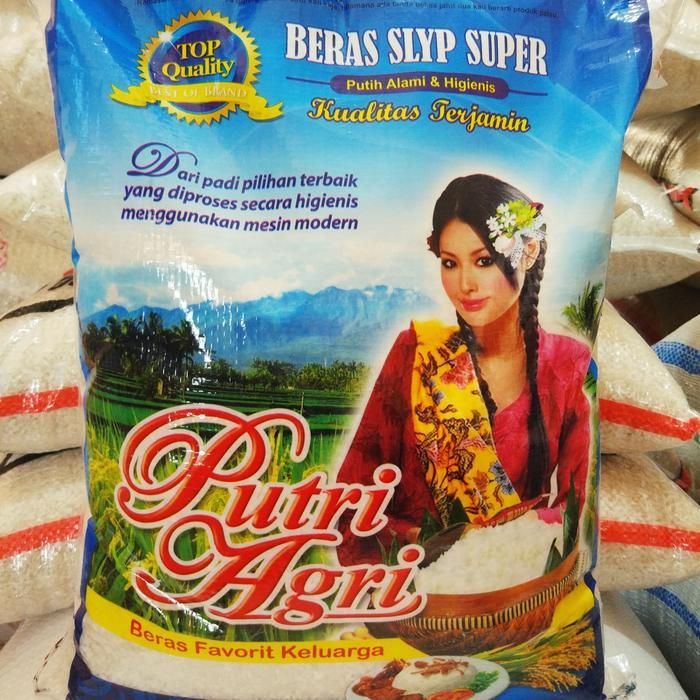 TOP
Quality
BEST OF BRAND
BERAS SLYP SUPER
Putih Alami & Higienis
Kualitas Terjamin
Dari padi pilihan terbaik
yang diproses secara higienis
menggunakan mesin modern
Putri
Agri
Beras Favorit Keluarga